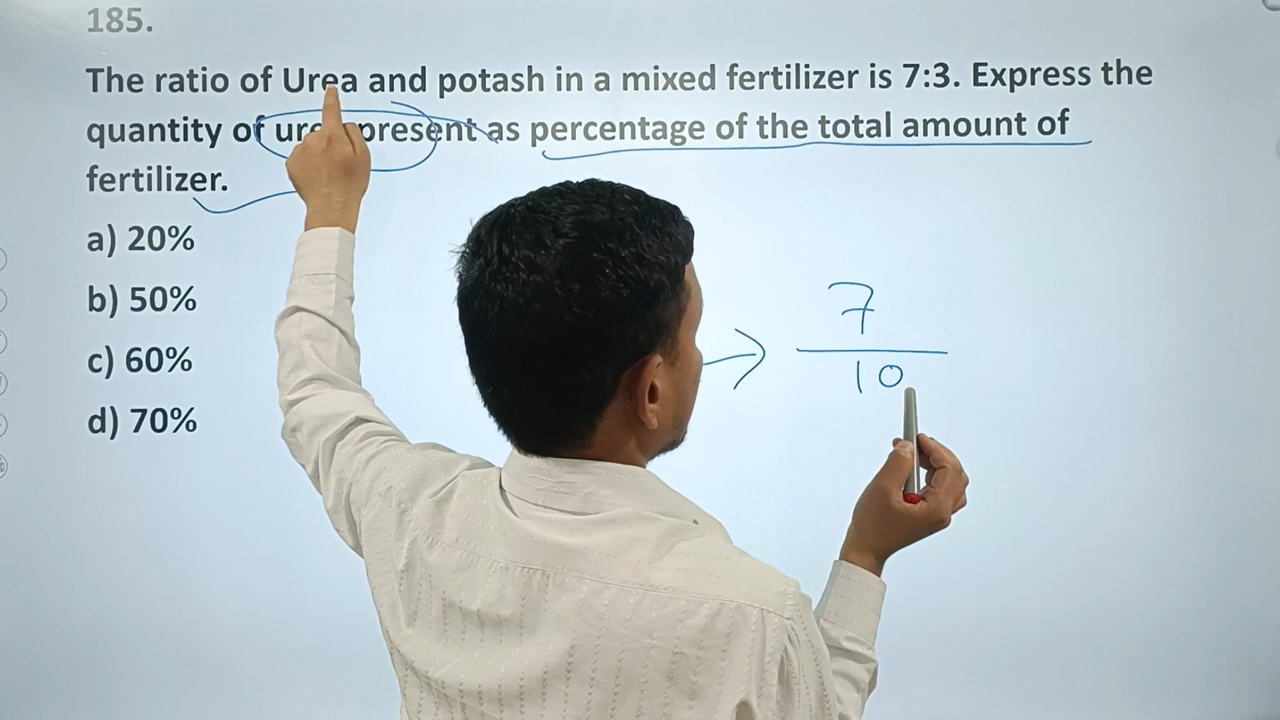 185.
The ratio of Urea and potash in a mixed fertilizer is 7:3. Express the
quantity of present as percentage of the total amount of
fertilizer.
a) 20%
b) 50%
c) 60%
d) 70%
7
10